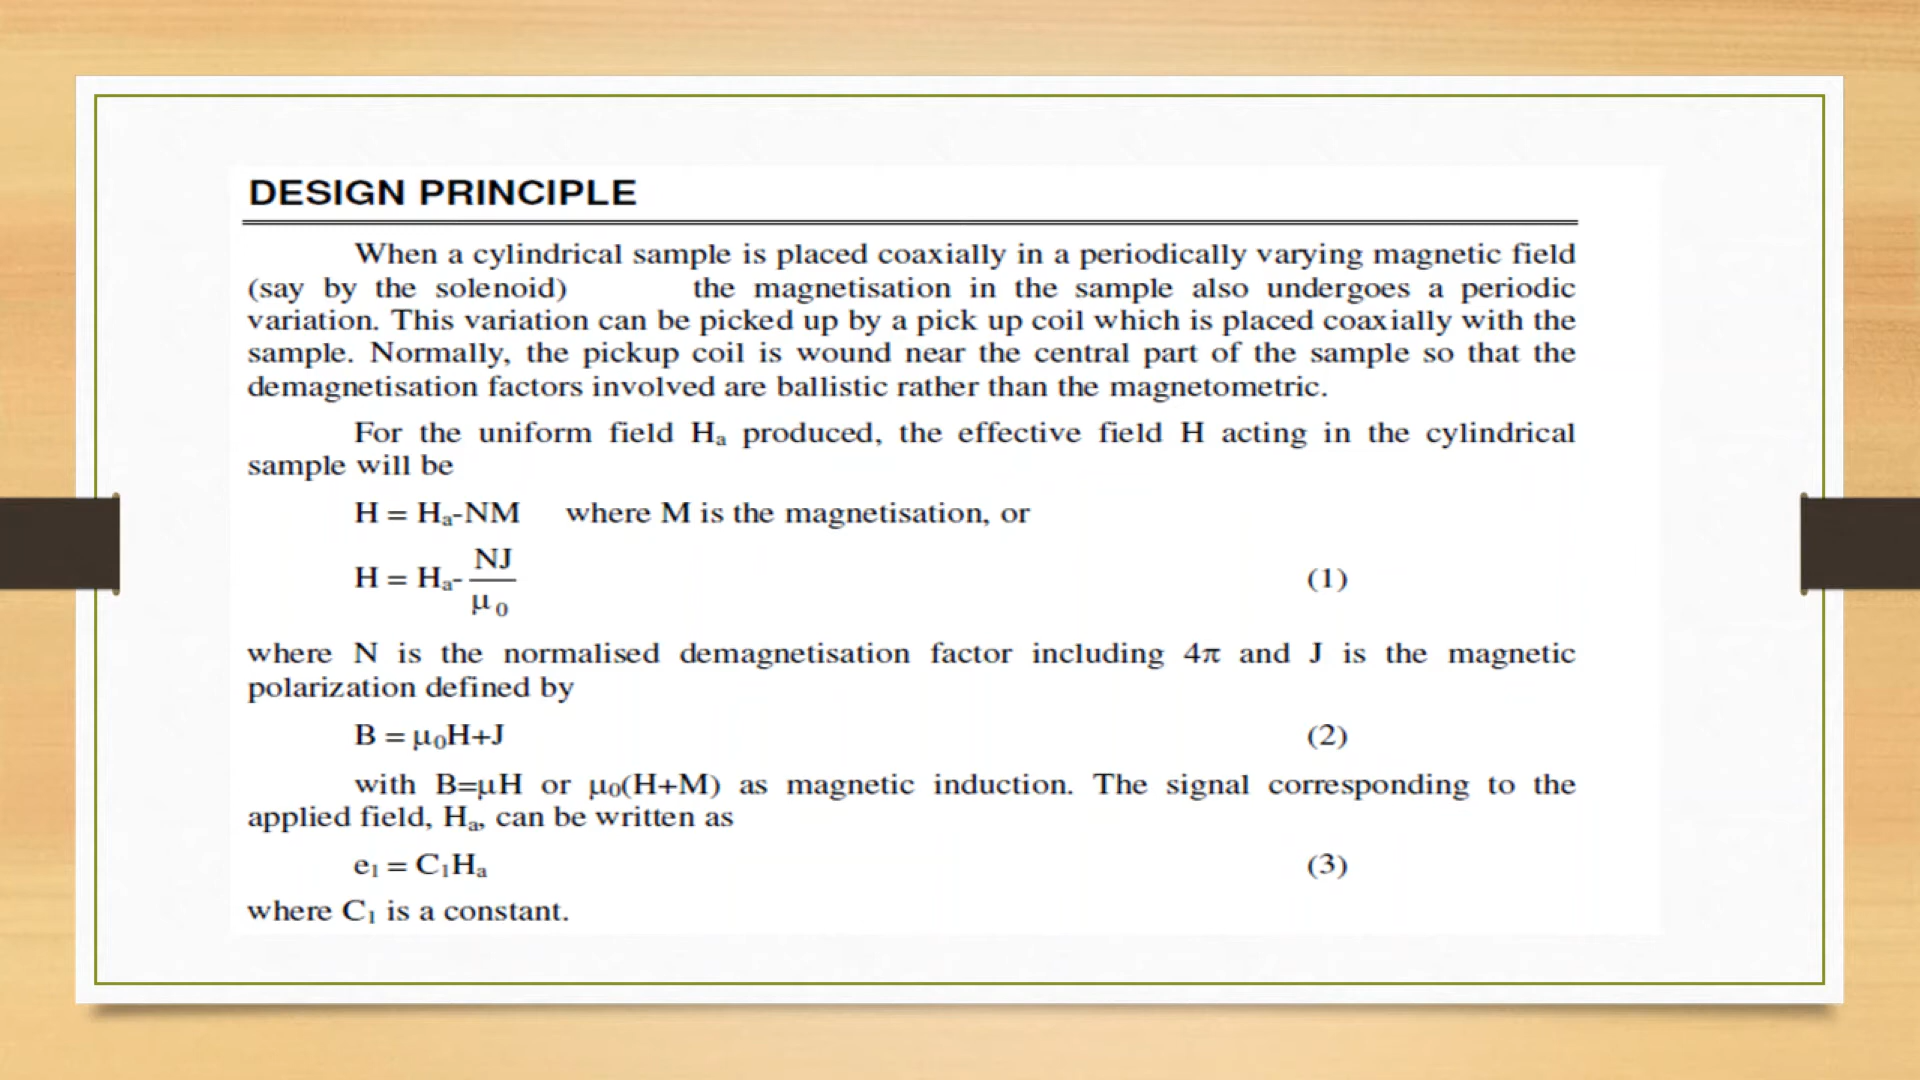 DESIGN PRINCIPLE
When a cylindrical sample is placed coaxially in a periodically varying magnetic field
(say by the solenoid) the magnetisation in the sample also undergoes a periodic
variation. This variation can be picked up by a pick up coil which is placed coaxially with the
sample. Normally, the pickup coil is wound near the central part of the sample so that the
demagnetisation factors involved are ballistic rather than the magnetometric.
For the uniform field Hₐ produced, the effective field H acting in the cylindrical
sample will be
H = Hₐ-NM where M is the magnetisation, or
H = Hₐ- NJ/μ₀ (1)
where N is the normalised demagnetisation factor including 4π and J is the magnetic
polarization defined by
B = μ₀H+J (2)
with B=μH or μ₀(H+M) as magnetic induction. The signal corresponding to the
applied field, Hₐ, can be written as
e₁ = C₁Hₐ (3)
where C₁ is a constant.